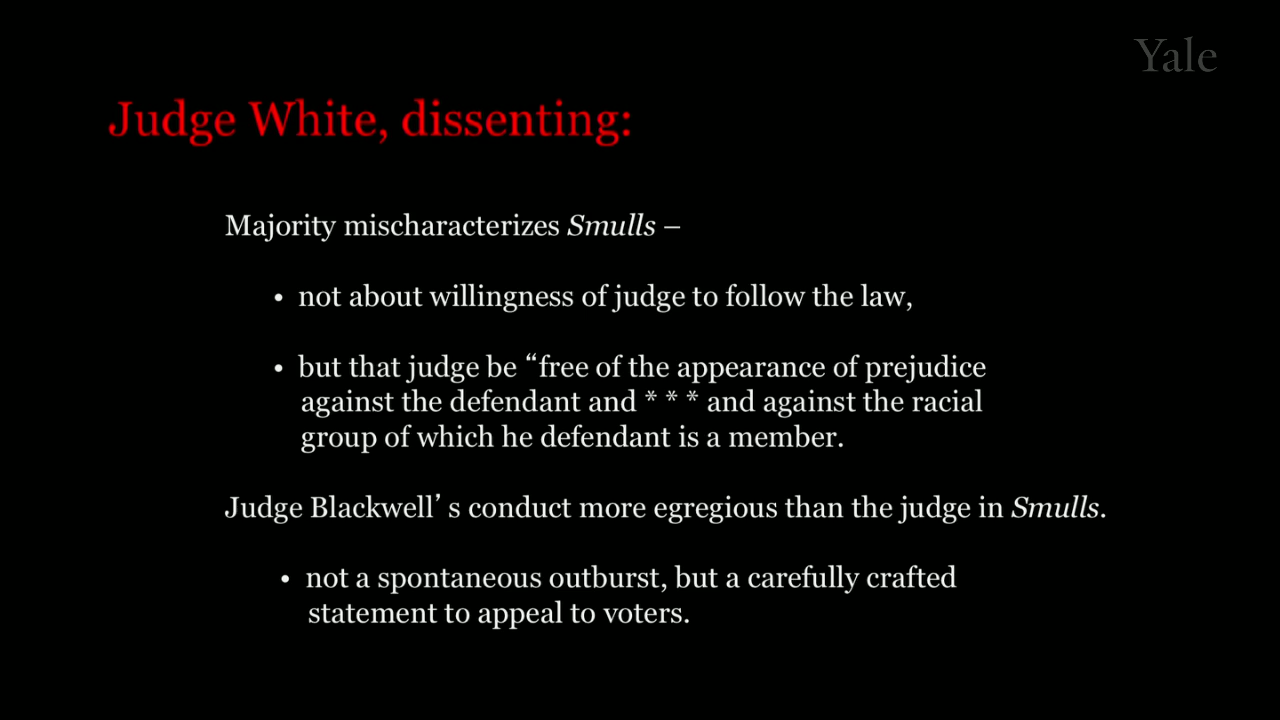 Yale
Judge White, dissenting:
Majority mischaracterizes Smulls –
• not about willingness of judge to follow the law,
• but that judge be “free of the appearance of prejudice
against the defendant and * * * and against the racial
group of which he defendant is a member.
Judge Blackwell’ s conduct more egregious than the judge in Smulls.
• not a spontaneous outburst, but a carefully crafted
statement to appeal to voters.